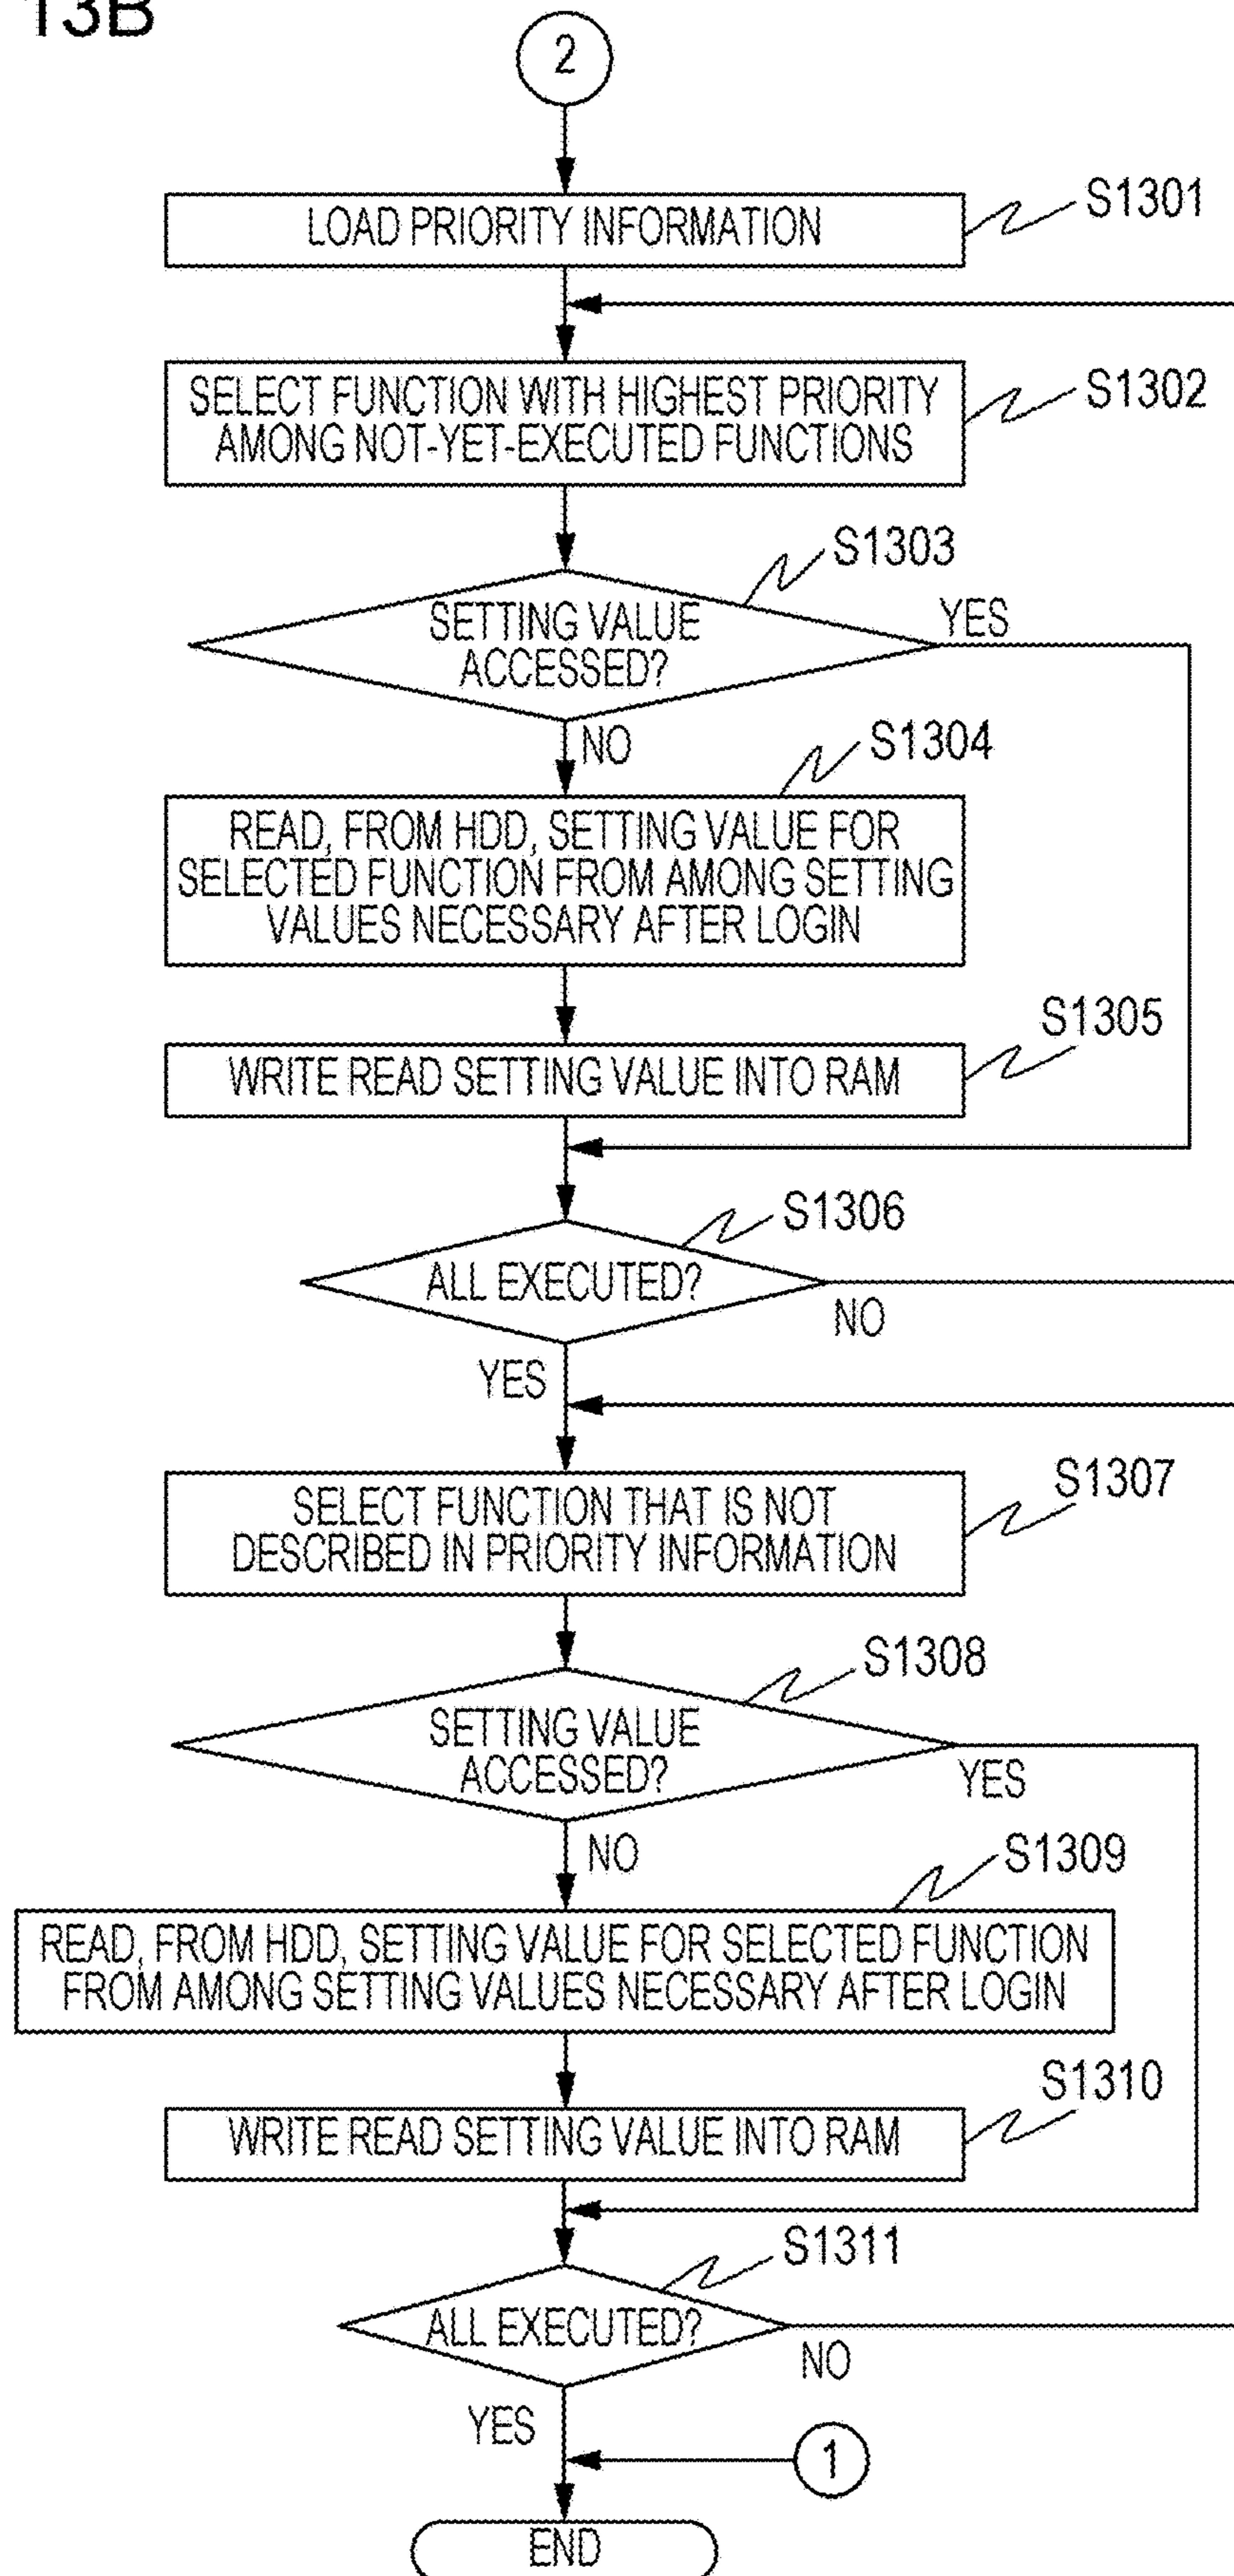 13B
2
LOAD PRIORITY INFORMATION
S1301
SELECT FUNCTION WITH HIGHEST PRIORITY
AMONG NOT-YET-EXECUTED FUNCTIONS
S1302
S1303
SETTING VALUE
ACCESSED?
YES
NO
S1304
READ, FROM HDD, SETTING VALUE FOR
SELECTED FUNCTION FROM AMONG SETTING
VALUES NECESSARY AFTER LOGIN
S1305
WRITE READ SETTING VALUE INTO RAM
S1306
ALL EXECUTED?
NO
YES
S1307
SELECT FUNCTION THAT IS NOT
DESCRIBED IN PRIORITY INFORMATION
S1308
SETTING VALUE
ACCESSED?
YES
NO
S1309
READ, FROM HDD, SETTING VALUE FOR SELECTED FUNCTION
FROM AMONG SETTING VALUES NECESSARY AFTER LOGIN
S1310
WRITE READ SETTING VALUE INTO RAM
S1311
ALL EXECUTED?
NO
YES
1
END